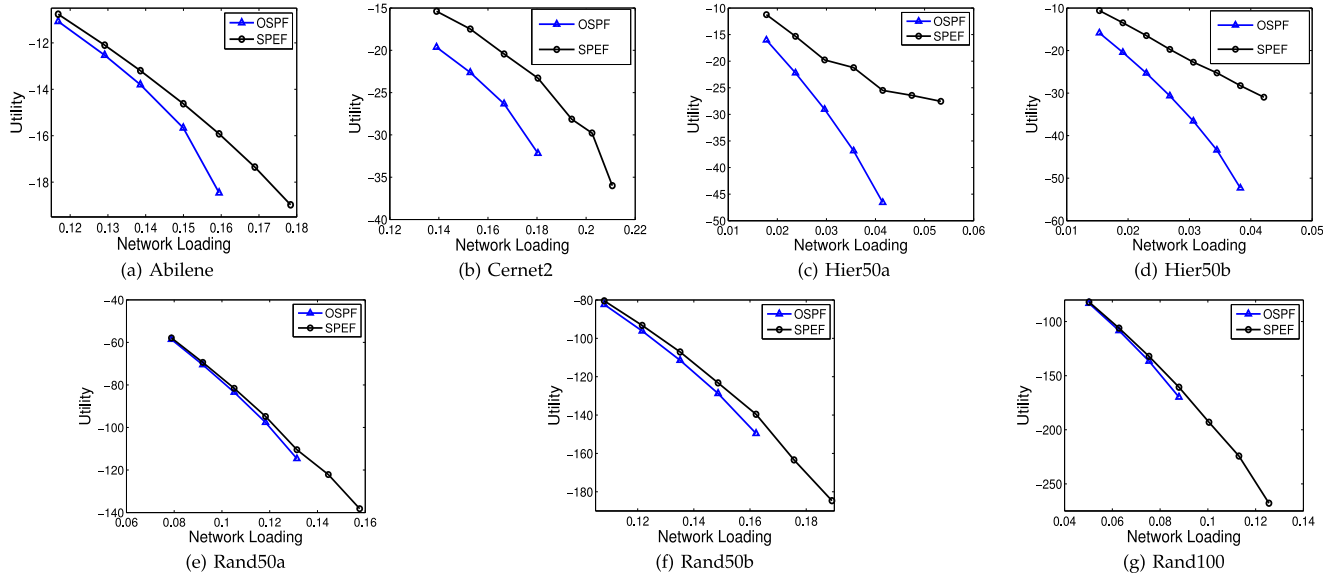 -12
-14
-16
-18
Utility
0.12 0.13 0.14 0.15 0.16 0.17 0.18
Network Loading
OSPF
SPEF
(a) Abilene
-15
-20
-25
-30
-35
-40
Utility
0.12 0.14 0.16 0.18 0.2 0.22
Network Loading
OSPF
SPEF
(b) Cernet2
-5
-10
-15
-20
-25
-30
-35
-40
-45
-50
Utility
0.01 0.02 0.03 0.04 0.05 0.06
Network Loading
OSPF
SPEF
(c) Hier50a
-10
-20
-30
-40
-50
-60
Utility
0.01 0.02 0.03 0.04 0.05
Network Loading
OSPF
SPEF
(d) Hier50b
-40
-60
-80
-100
-120
-140
Utility
0.06 0.08 0.1 0.12 0.14 0.16
Network Loading
OSPF
SPEF
(e) Rand50a
-80
-100
-120
-140
-160
-180
Utility
0.12 0.14 0.16 0.18
Network Loading
OSPF
SPEF
(f) Rand50b
-100
-150
-200
-250
Utility
0.04 0.06 0.08 0.1 0.12 0.14
Network Loading
OSPF
SPEF
(g) Rand100